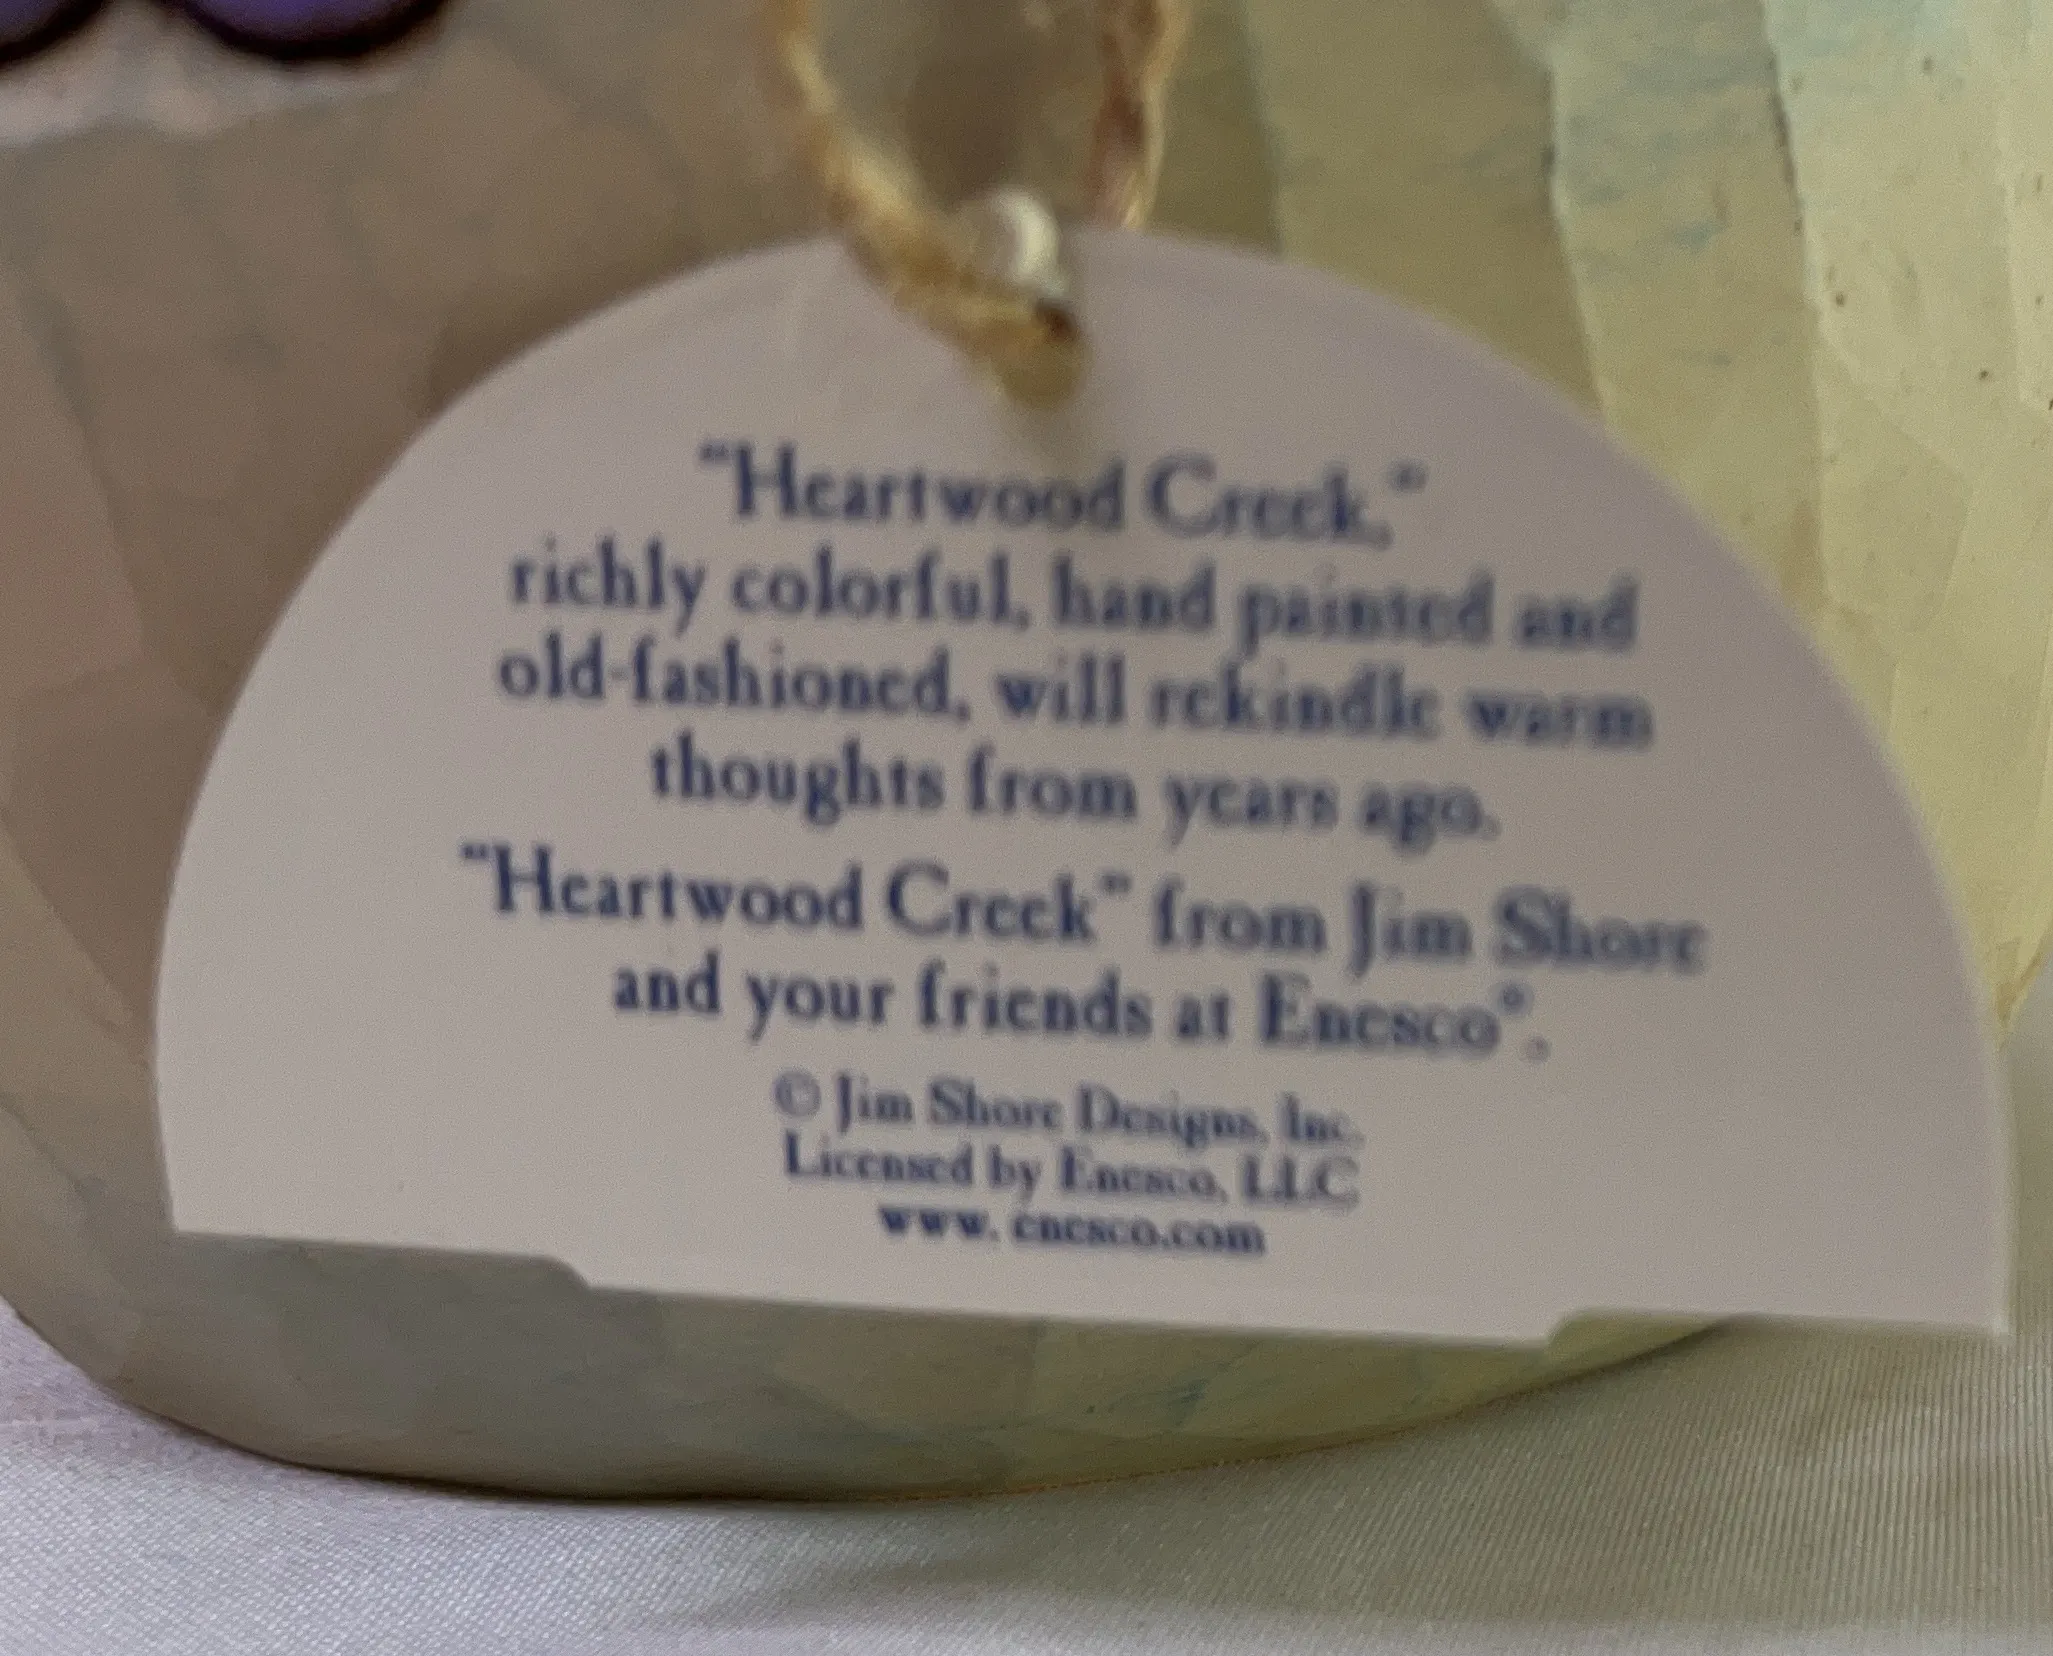 "Heartwood Creek,"
richly colorful, hand painted and
old-fashioned, will rekindle warm
thoughts from years ago.
"Heartwood Creek" from Jim Shore
and your friends at Enesco®.
© Jim Shore Designs, Inc.
Licensed by Enesco, LLC
www. enesco.com